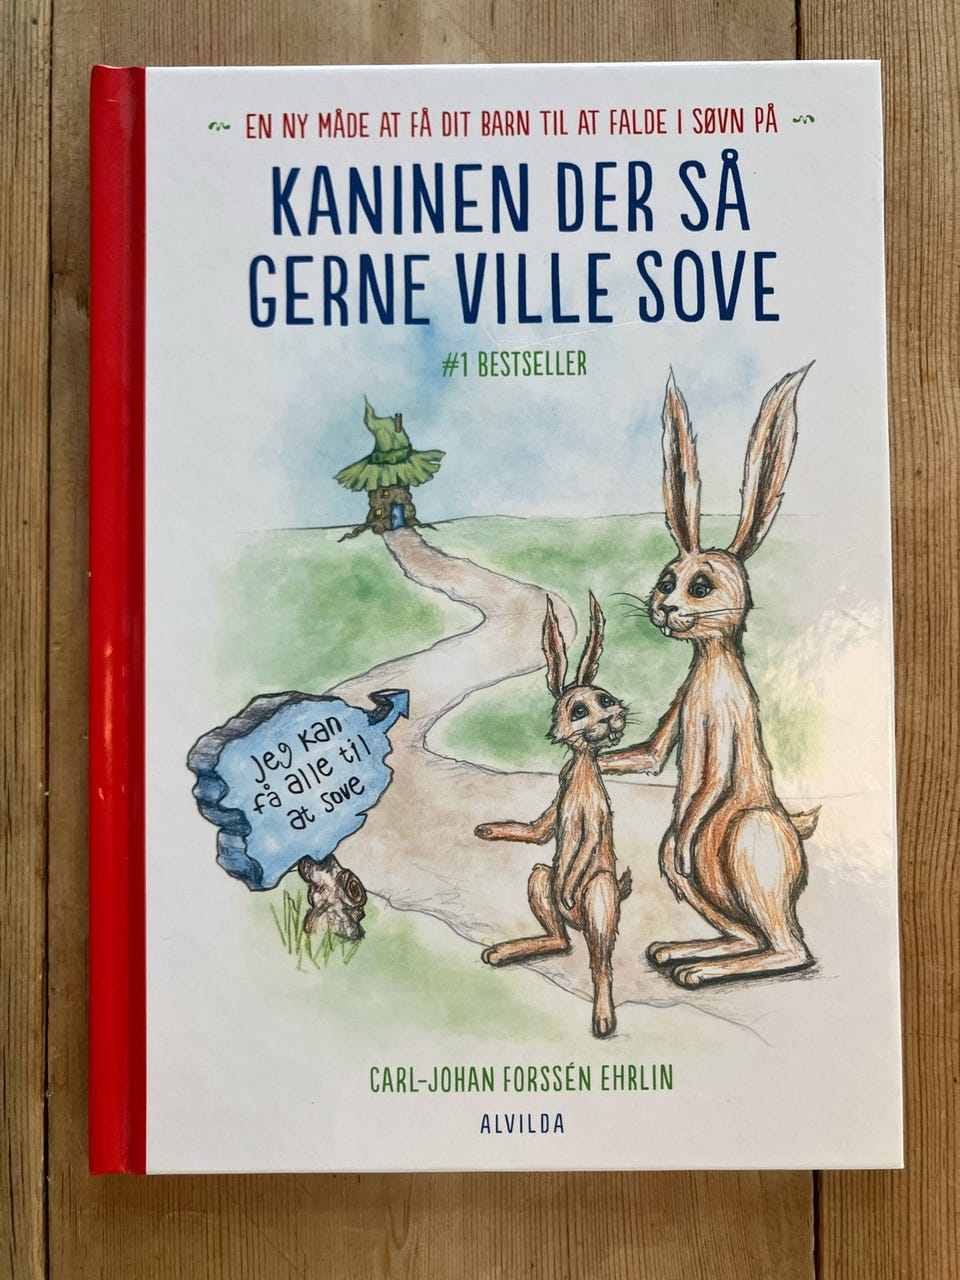 EN NY MÅDE AT FÅ DIT BARN TIL AT FALDE I SØVN PÅ
KANINEN DER SÅ
GERNE VILLE SOVE
#1 BESTSELLER
Jeg kan
få alle til
at sove
CARL-JOHAN FORSSÉN EHRLIN
ALVILDA